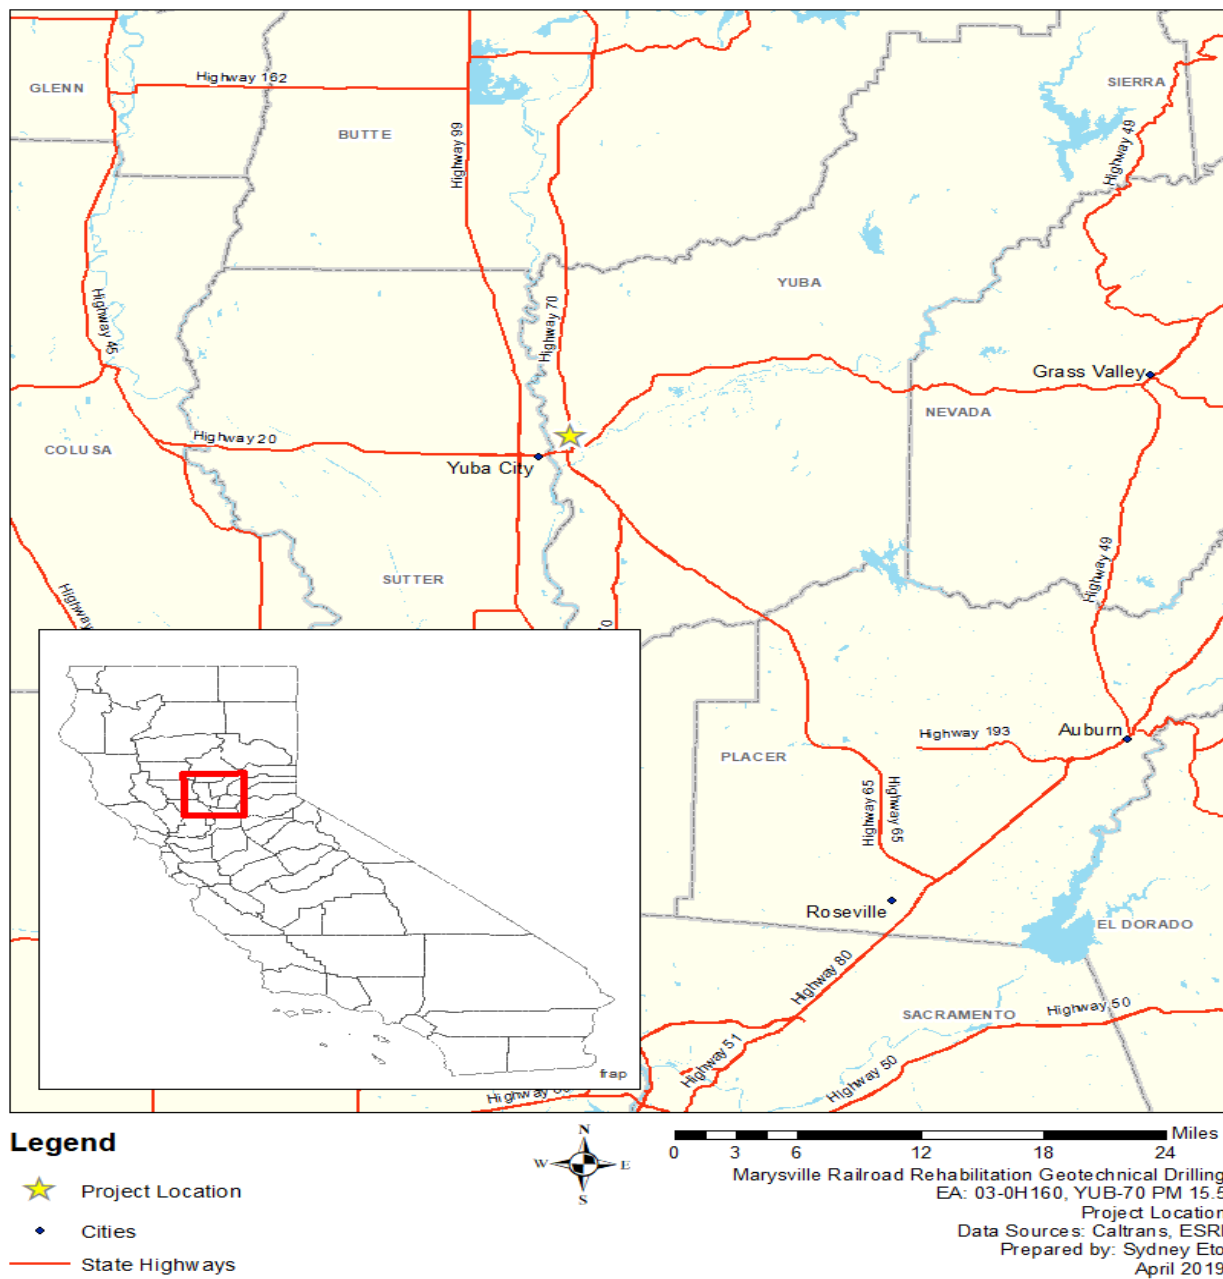 GLENN
Highway 162
SIERRA
BUTTE
Highway 99
Highway 49
YUBA
Highway 70
Highway 45
Grass Valley
NEVADA
Highway 20
COLUSA
Yuba City
SUTTER
Highway 49
Highway
Highway 193
Auburn
PLACER
Highway 65
Highway 65
Roseville
EL DORADO
Highway 80
SACRAMENTO
Highway 50
Highway 51
Highway 50
frap
Highway
Legend
N
W E
S
Miles
0 3 6 12 18 24
Project Location
Cities
State Highways
Marysville Railroad Rehabilitation Geotechnical Drilling
EA: 03-0H160, YUB-70 PM 15.5
Project Location
Data Sources: Caltrans, ESRI
Prepared by: Sydney Eto
April 2019